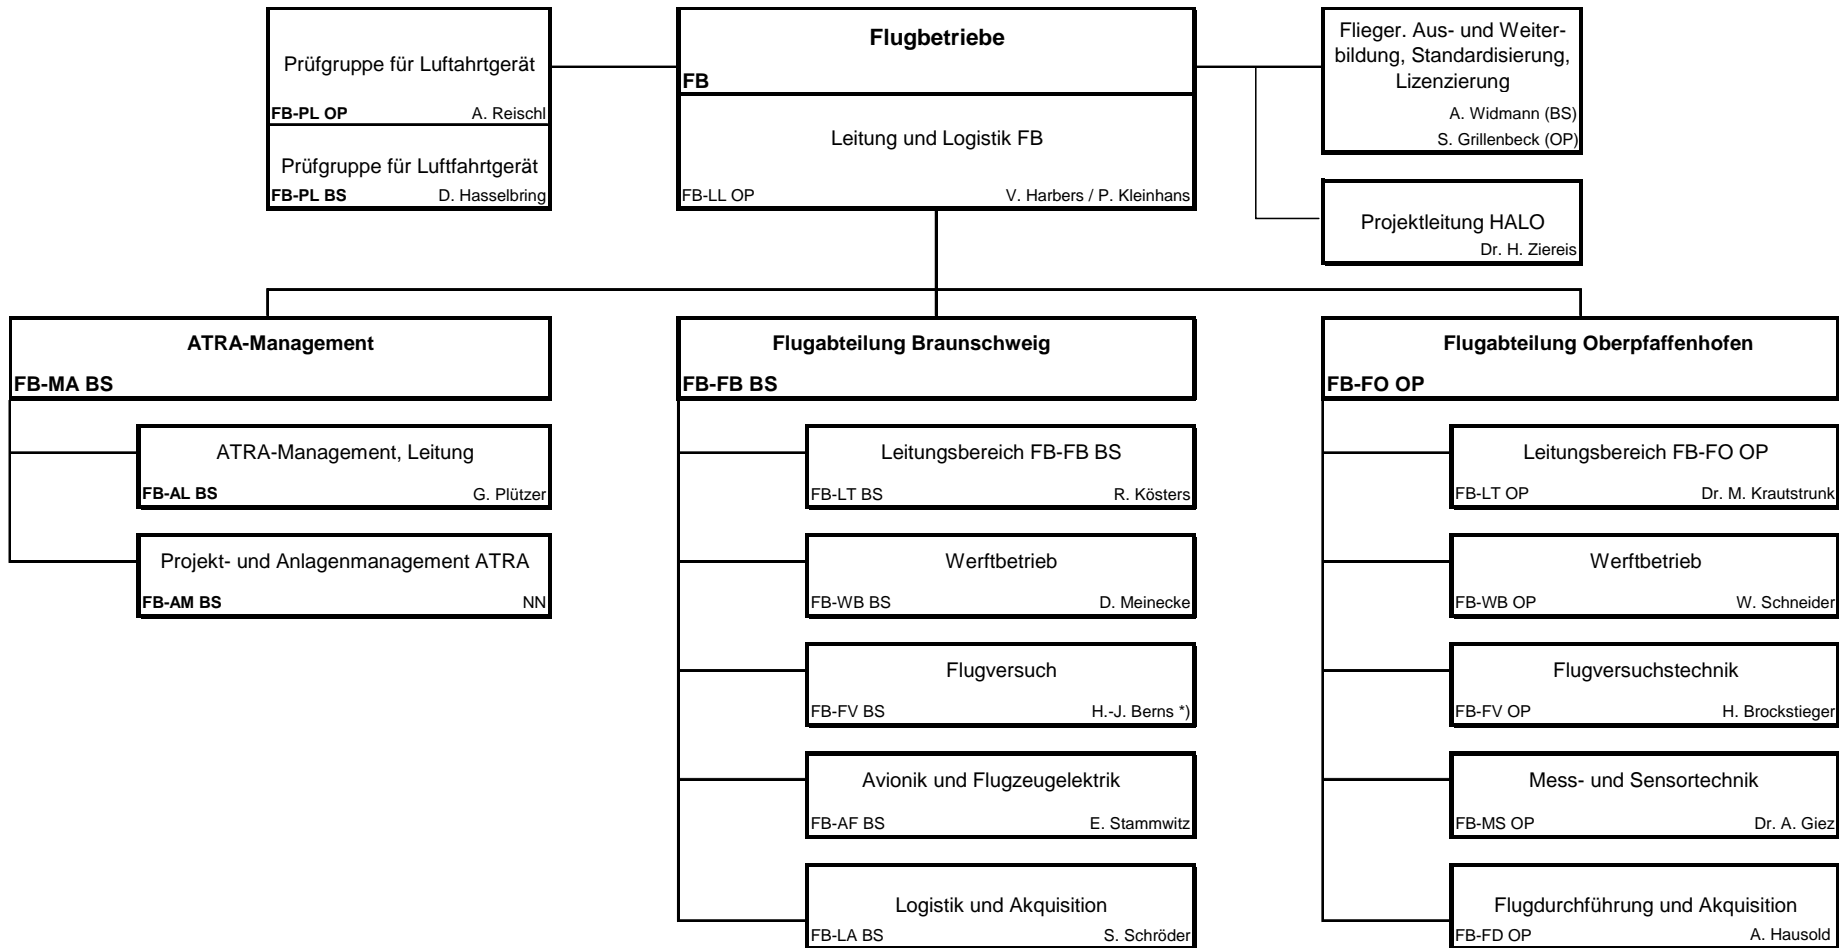 Prüfgruppe für Luftahrtgerät
FB-PL OP A. Reischl
Prüfgruppe für Luftfahrtgerät
FB-PL BS D. Hasselbring
Flugbetriebe
FB
Leitung und Logistik FB
FB-LL OP V. Harbers / P. Kleinhans
Flieger. Aus- und Weiter-
bildung, Standardisierung,
Lizenzierung
A. Widmann (BS)
S. Grillenbeck (OP)
Projektleitung HALO
Dr. H. Ziereis
ATRA-Management
FB-MA BS
ATRA-Management, Leitung
FB-AL BS G. Plützer
Projekt- und Anlagenmanagement ATRA
FB-AM BS NN
Flugabteilung Braunschweig
FB-FB BS
Leitungsbereich FB-FB BS
FB-LT BS R. Kösters
Werftbetrieb
FB-WB BS D. Meinecke
Flugversuch
FB-FV BS H.-J. Berns *)
Avionik und Flugzeugelektrik
FB-AF BS E. Stammwitz
Logistik und Akquisition
FB-LA BS S. Schröder
Flugabteilung Oberpfaffenhofen
FB-FO OP
Leitungsbereich FB-FO OP
FB-LT OP Dr. M. Krautstrunk
Werftbetrieb
FB-WB OP W. Schneider
Flugversuchstechnik
FB-FV OP H. Brockstieger
Mess- und Sensortechnik
FB-MS OP Dr. A. Giez
Flugdurchführung und Akquisition
FB-FD OP A. Hausold